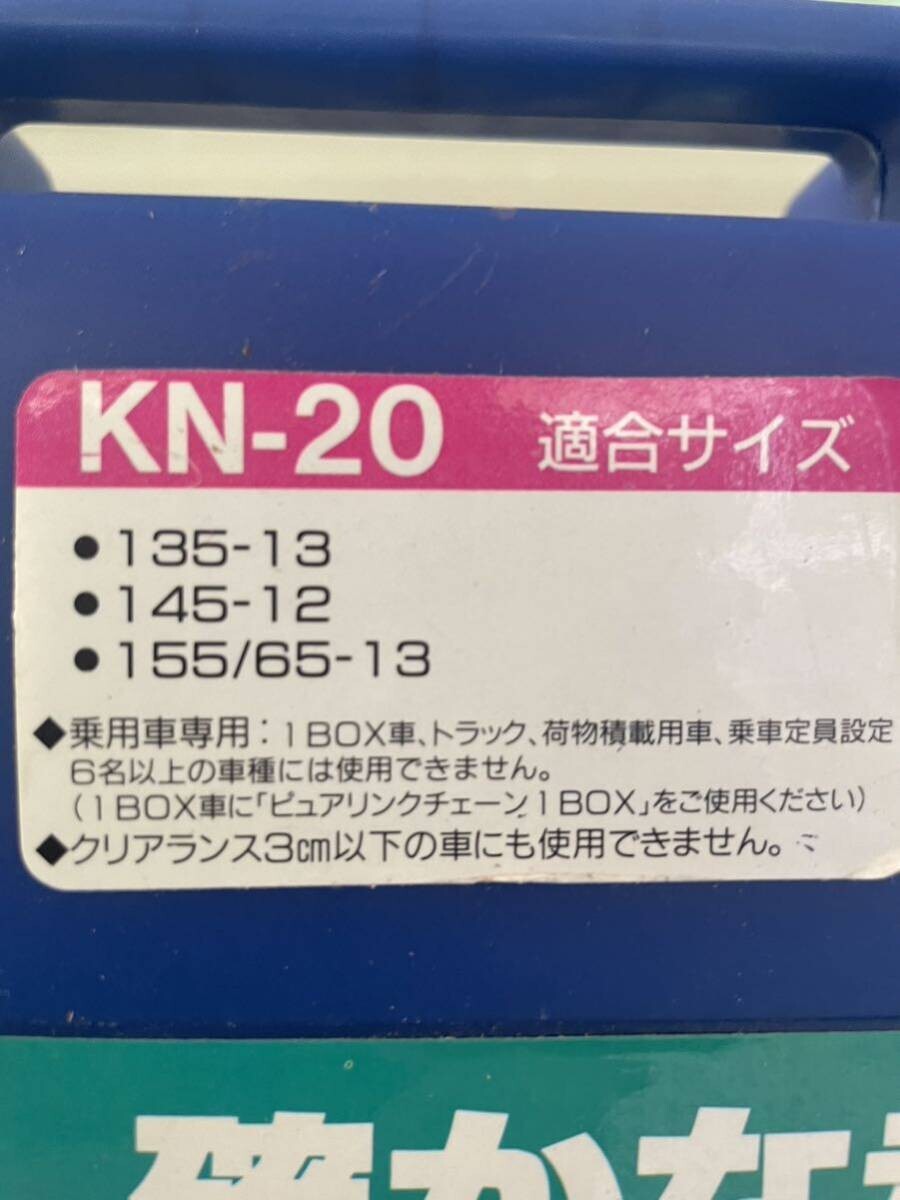 KN-20 適合サイズ
●135-13
●145-12
●155/65-13
◆乗用車専用：1BOX車、トラック、荷物積載用車、乗車定員設定
6名以上の車種には使用できません。
(1BOX車に「ピュアリンクチェーン1BOX」をご使用ください)
◆クリアランス3㎝以下の車にも使用できません。
確かな